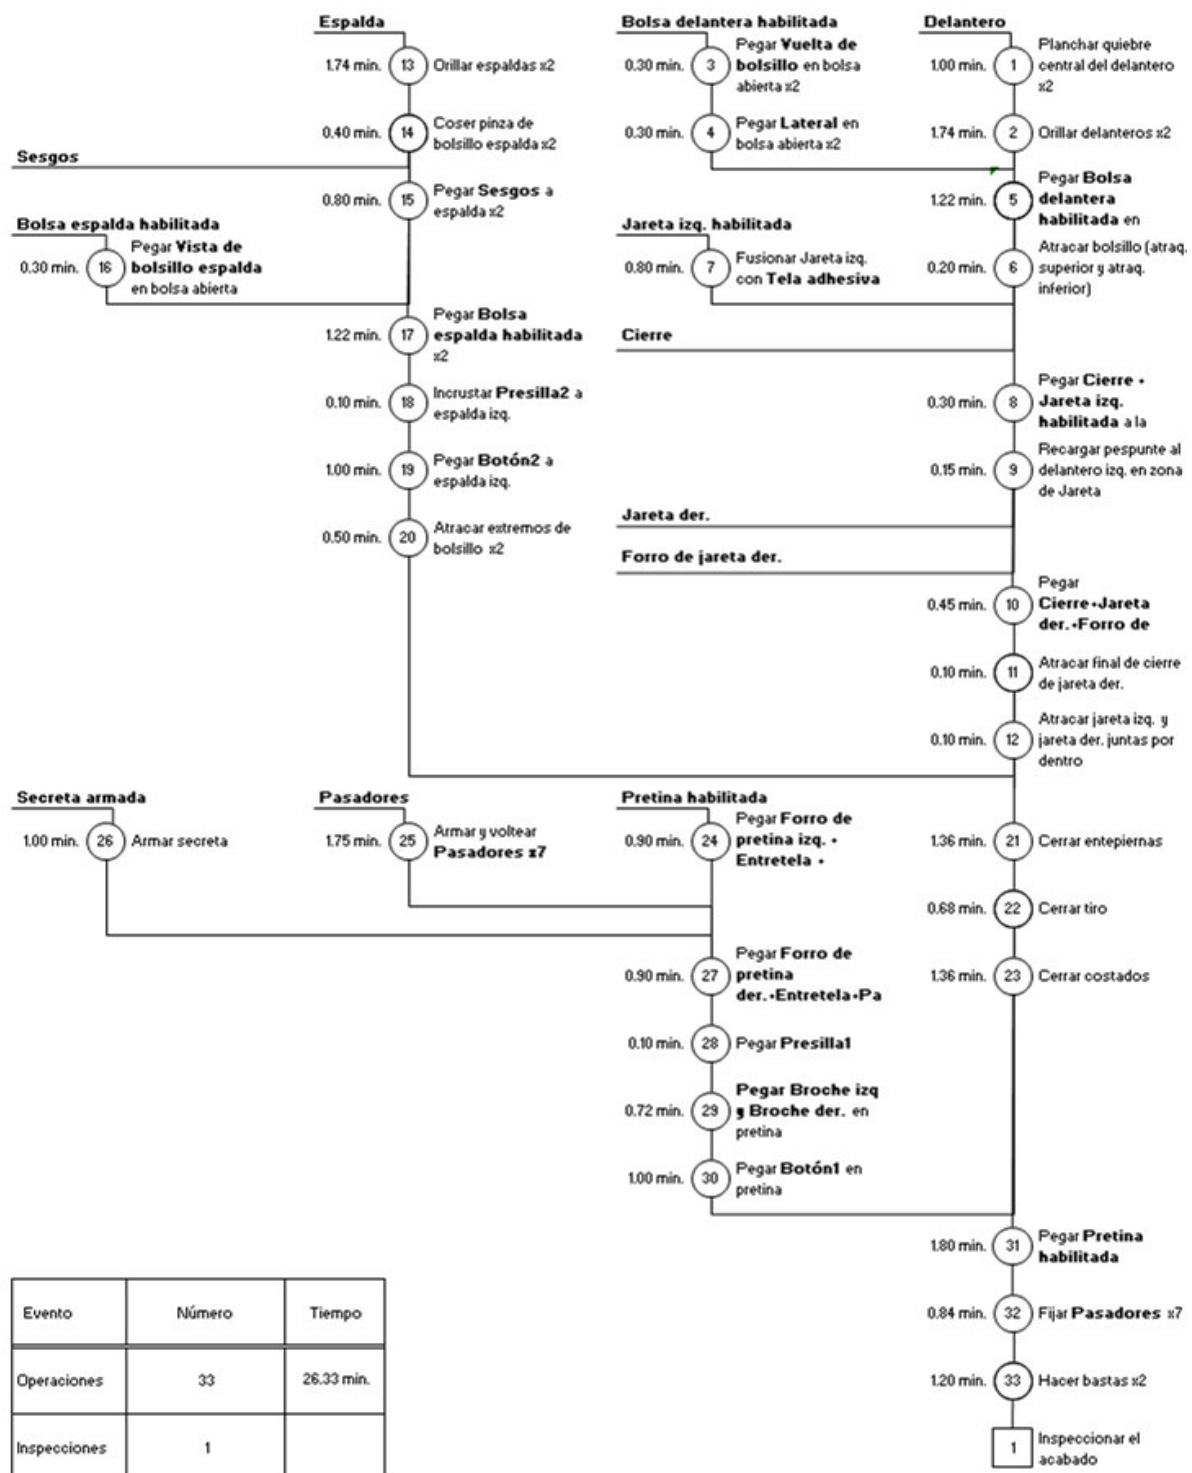 Espalda
1.74 min. 13 Orillar espaldas x2
0.40 min. 14 Coser pinza de
bolsillo espalda x2
Sesgos
0.80 min. 15 Pegar Sesgos a
espalda x2
Bolsa espalda habilitada
0.30 min. 16 Pegar Vista de
bolsillo espalda
en bolsa abierta
1.22 min. 17 Pegar Bolsa
espalda habilitada
x2
0.10 min. 18 Incrustar Presilla2 a
espalda izq.
1.00 min. 19 Pegar Botón2 a
espalda izq.
0.50 min. 20 Atracar extremos de
bolsillo x2
Bolsa delantera habilitada
0.30 min. 3 Pegar Vuelta de
bolsillo en bolsa
abierta x2
0.30 min. 4 Pegar Lateral en
bolsa abierta x2
Jareta izq. habilitada
0.80 min. 7 Fusionar Jareta izq.
con Tela adhesiva
Cierre
Jareta der.
Forro de jareta der.
Delantero
1.00 min. 1 Planchar quiebre
central del delantero
x2
1.74 min. 2 Orillar delanteros x2
1.22 min. 5 Pegar Bolsa
delantera
habilitada en
0.20 min. 6 Atracar bolsillo (atraq.
superior y atraq.
inferior)
0.30 min. 8 Pegar Cierre +
Jareta izq.
habilitada a la
0.15 min. 9 Recargar pespunte al
delantero izq. en zona
de Jareta
0.45 min. 10 Pegar
Cierre+Jareta
der.+Forro de
0.10 min. 11 Atracar final de cierre
de jareta der.
0.10 min. 12 Atracar jareta izq. y
jareta der. juntas por
dentro
Secreta armada
1.00 min. 26 Armar secreta
Pasadores
1.75 min. 25 Armar y voltear
Pasadores x7
Pretina habilitada
0.90 min. 24 Pegar Forro de
pretina izq. +
Entretela +
0.90 min. 27 Pegar Forro de
pretina
der.+Entretela+Pa
0.10 min. 28 Pegar Presilla1
0.72 min. 29 Pegar Broche izq
y Broche der. en
pretina
1.00 min. 30 Pegar Botón1 en
pretina
1.36 min. 21 Cerrar entepiernas
0.68 min. 22 Cerrar tiro
1.36 min. 23 Cerrar costados
1.80 min. 31 Pegar Pretina
habilitada
0.84 min. 32 Fijar Pasadores x7
1.20 min. 33 Hacer bastas x2
1 Inspeccionar el
acabado
Evento Número Tiempo
Operaciones 33 26.33 min.
Inspecciones 1